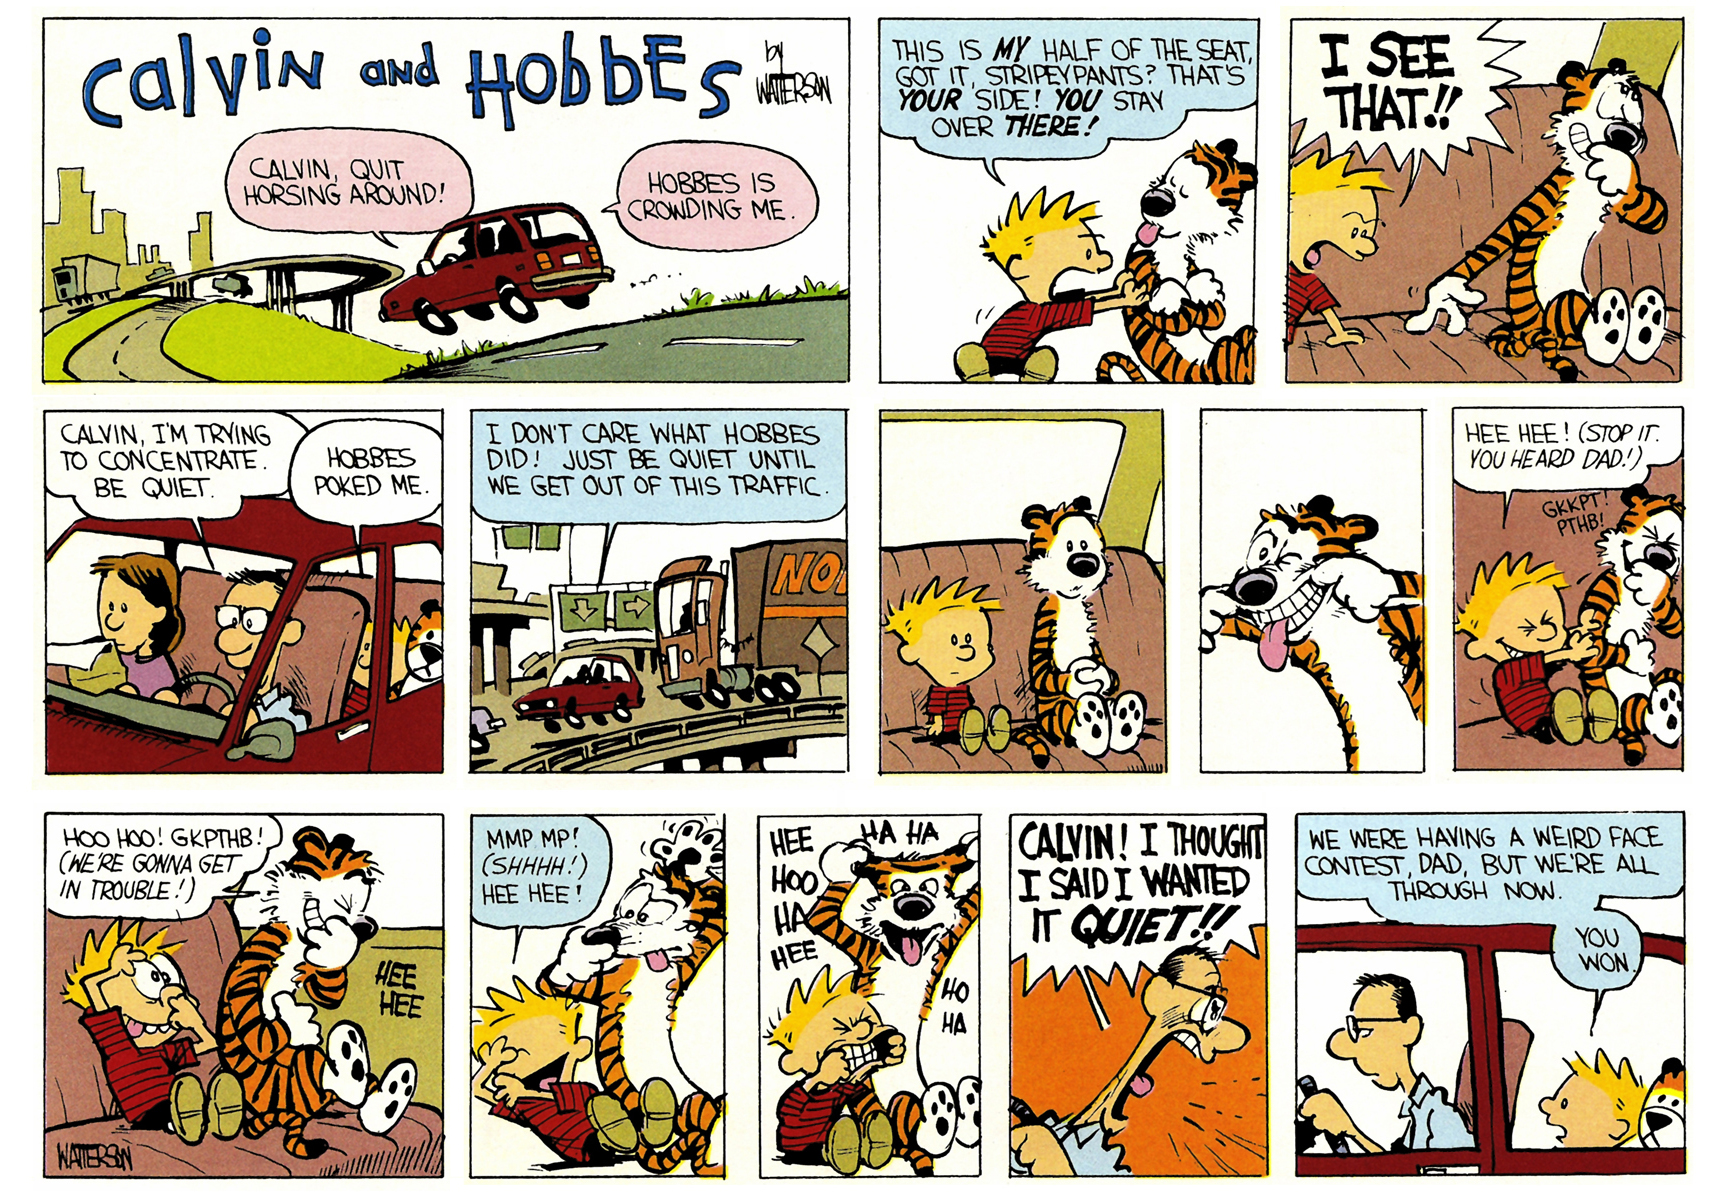 CALVIN AND HOBBES
by
WATTERSON
CALVIN, QUIT
HORSING AROUND!
HOBBES IS
CROWDING ME.
THIS IS MY HALF OF THE SEAT,
GOT IT, STRIPEYPANTS? THAT'S
YOUR SIDE! YOU STAY
OVER THERE!
I SEE
THAT!!
CALVIN, I'M TRYING
TO CONCENTRATE.
BE QUIET.
HOBBES
POKED ME.
I DON'T CARE WHAT HOBBES
DID! JUST BE QUIET UNTIL
WE GET OUT OF THIS TRAFFIC.
HEE HEE! (STOP IT.
YOU HEARD DAD!)
GKKPT!
PTHB!
HOO HOO! GKPTHB!
(WE'RE GONNA GET
IN TROUBLE!)
HEE
HEE
WATTERSON
MMP MP!
(SHHHH!)
HEE HEE!
HEE
HOO
HA
HEE
HA HA
HO
HA
CALVIN! I THOUGHT
I SAID I WANTED
IT QUIET!!
WE WERE HAVING A WEIRD FACE
CONTEST, DAD, BUT WE'RE ALL
THROUGH NOW.
YOU
WON.